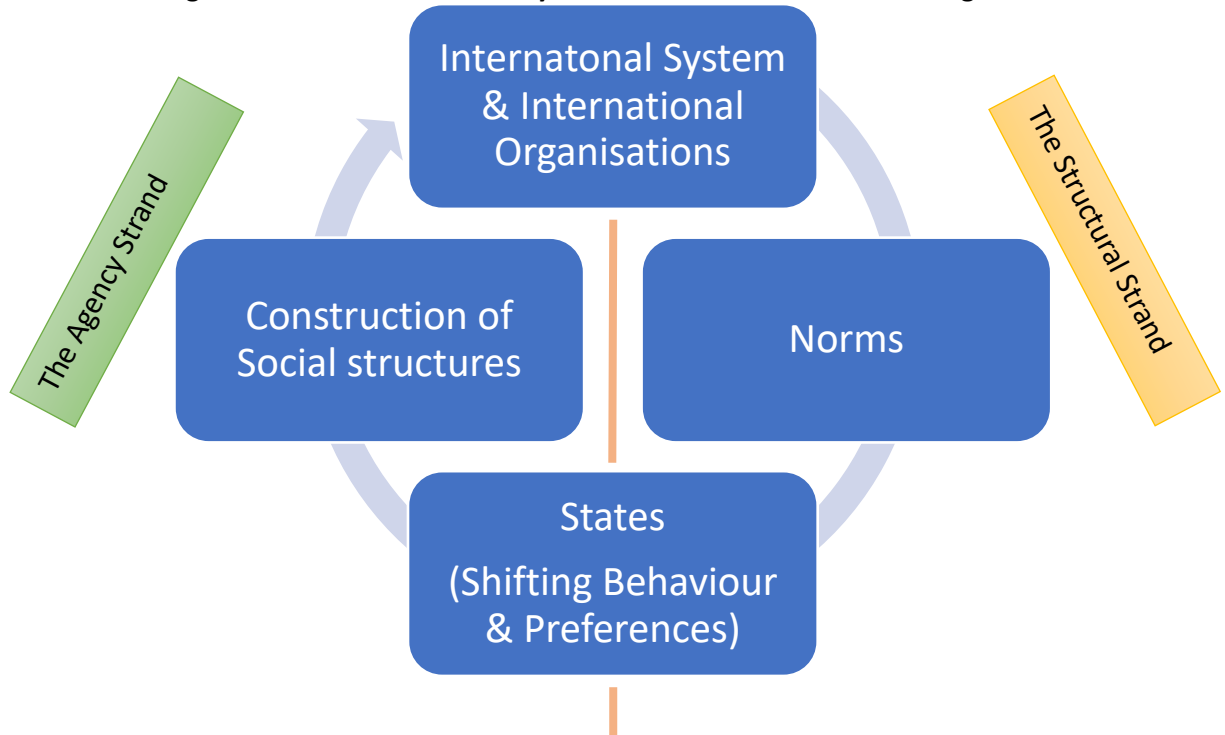 Internatonal System
& International
Organisations
The Agency Strand
The Structural Strand
Construction of
Social structures
Norms
States
(Shifting Behaviour
& Preferences)